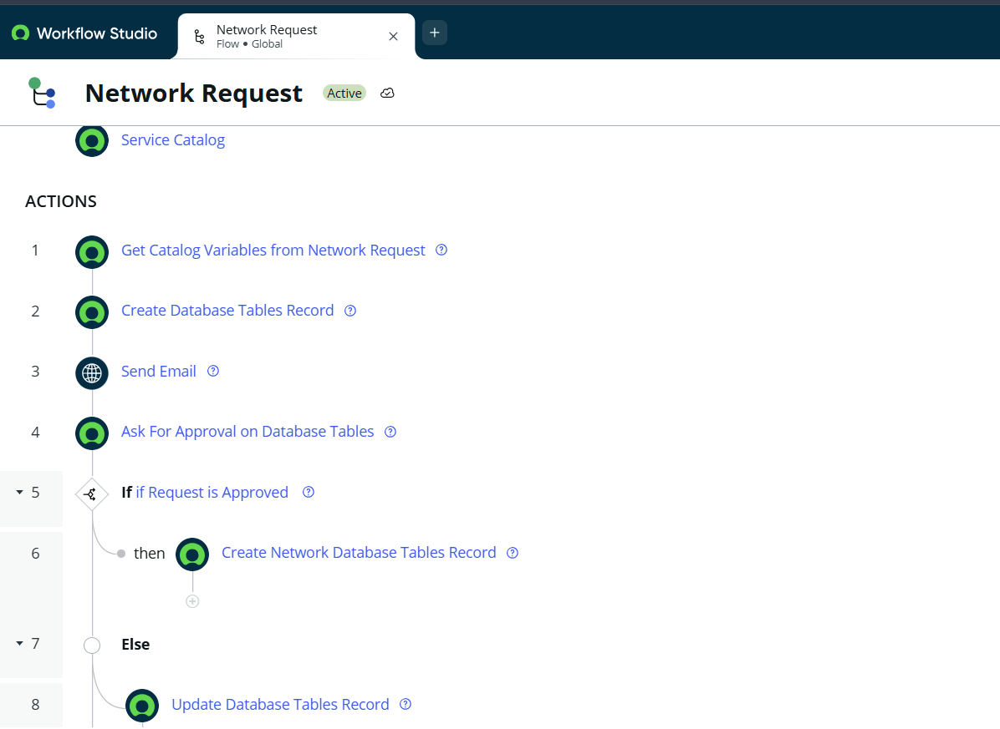 Workflow Studio
Network Request
Flow • Global
Network Request
Active
Service Catalog
ACTIONS
1 Get Catalog Variables from Network Request
2 Create Database Tables Record
3 Send Email
4 Ask For Approval on Database Tables
5 If if Request is Approved
6 then Create Network Database Tables Record
7 Else
8 Update Database Tables Record